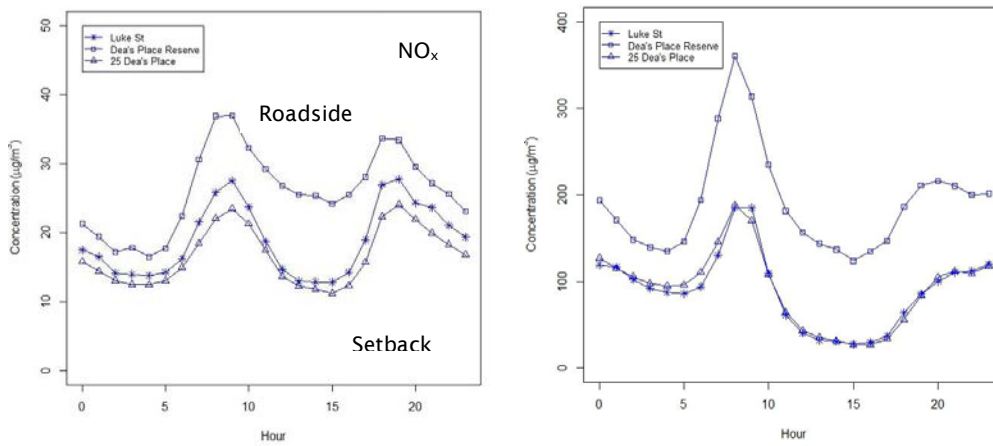 Luke St
Dea's Place Reserve
25 Dea's Place
NOx
Roadside
Setback
Concentration (µg/m³)
50
40
30
20
10
0
0 5 10 15 20
Hour
Luke St
Dea's Place Reserve
25 Dea's Place
Concentration (µg/m³)
400
300
200
100
0
0 5 10 15 20
Hour